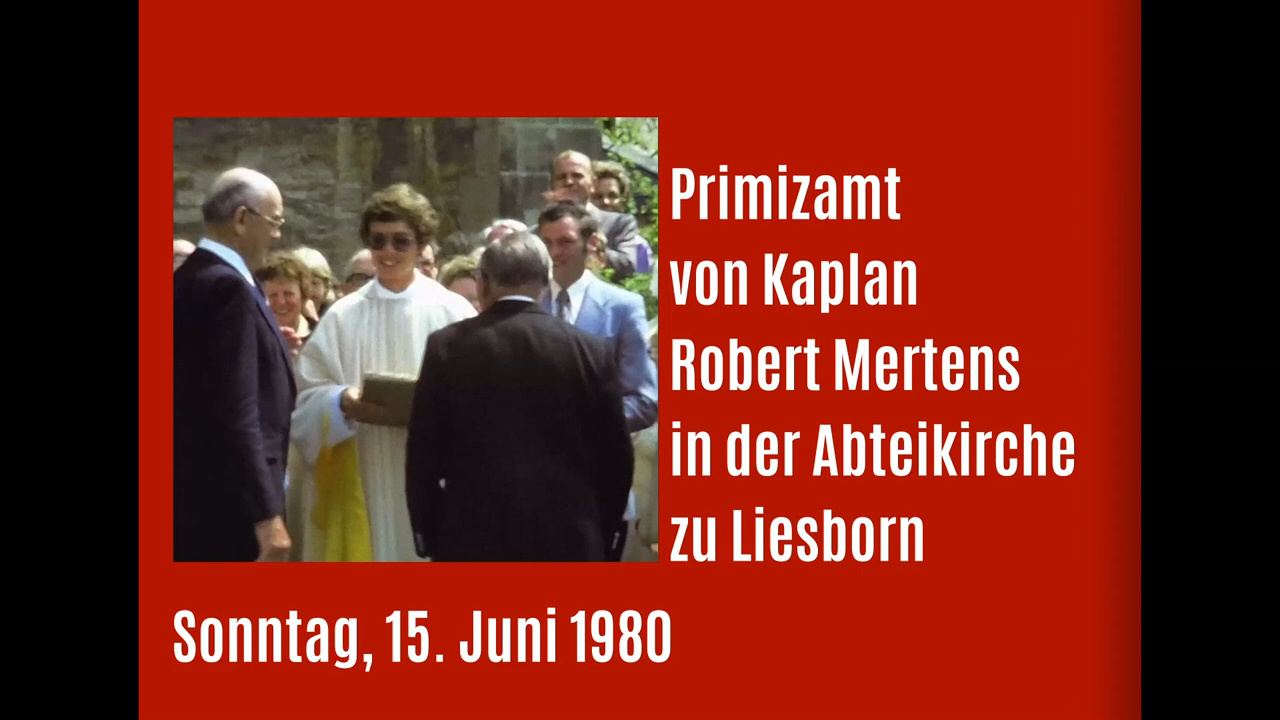 Primizamt
von Kaplan
Robert Mertens
in der Abteikirche
zu Liesborn
Sonntag, 15. Juni 1980